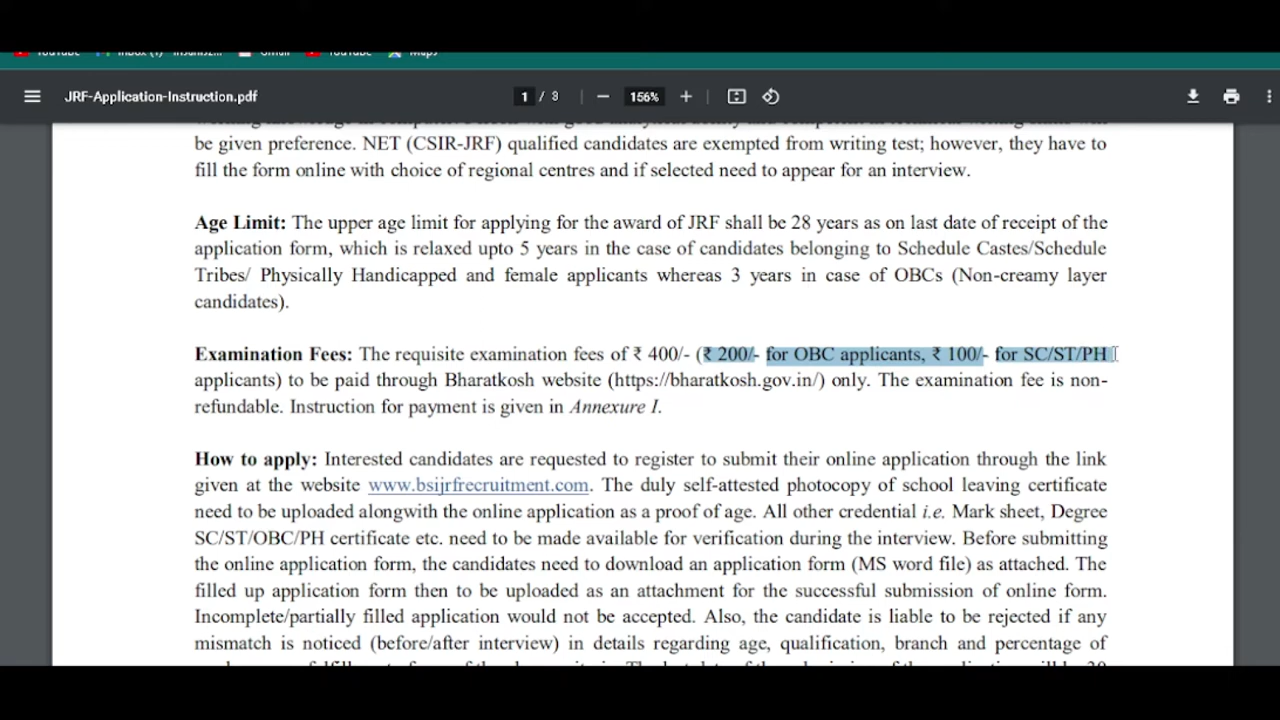 YouTube Gmail YouTube Maps
JRF-Application-Instruction.pdf 1 / 3 156%
be given preference. NET (CSIR-JRF) qualified candidates are exempted from writing test; however, they have to
fill the form online with choice of regional centres and if selected need to appear for an interview.
Age Limit: The upper age limit for applying for the award of JRF shall be 28 years as on last date of receipt of the
application form, which is relaxed upto 5 years in the case of candidates belonging to Schedule Castes/Schedule
Tribes/ Physically Handicapped and female applicants whereas 3 years in case of OBCs (Non-creamy layer
candidates).
Examination Fees: The requisite examination fees of ₹ 400/- (₹ 200/- for OBC applicants, ₹ 100/- for SC/ST/PH
applicants) to be paid through Bharatkosh website (https://bharatkosh.gov.in/) only. The examination fee is non-
refundable. Instruction for payment is given in Annexure I.
How to apply: Interested candidates are requested to register to submit their online application through the link
given at the website www.bsijrfrecruitment.com. The duly self-attested photocopy of school leaving certificate
need to be uploaded alongwith the online application as a proof of age. All other credential i.e. Mark sheet, Degree
SC/ST/OBC/PH certificate etc. need to be made available for verification during the interview. Before submitting
the online application form, the candidates need to download an application form (MS word file) as attached. The
filled up application form then to be uploaded as an attachment for the successful submission of online form.
Incomplete/partially filled application would not be accepted. Also, the candidate is liable to be rejected if any
mismatch is noticed (before/after interview) in details regarding age, qualification, branch and percentage of